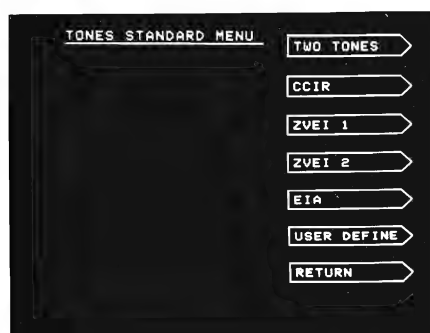 TONES STANDARD MENU
TWO TONES
CCIR
ZVEI 1
ZVEI 2
EIA
USER DEFINE
RETURN